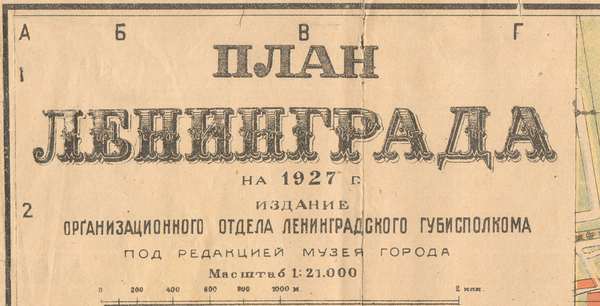 А Б В Г
1
ПЛАН
ЛЕНИНГРАДА
НА 1927 Г.
ИЗДАНИЕ
2
ОРГАНИЗАЦИОННОГО ОТДЕЛА ЛЕНИНГРАДСКОГО ГУБИСПОЛКОМА
ПОД РЕДАКЦИЕЙ МУЗЕЯ ГОРОДА
Масштаб 1:21.000
0 200 400 600 800 1000 м 2 клм.